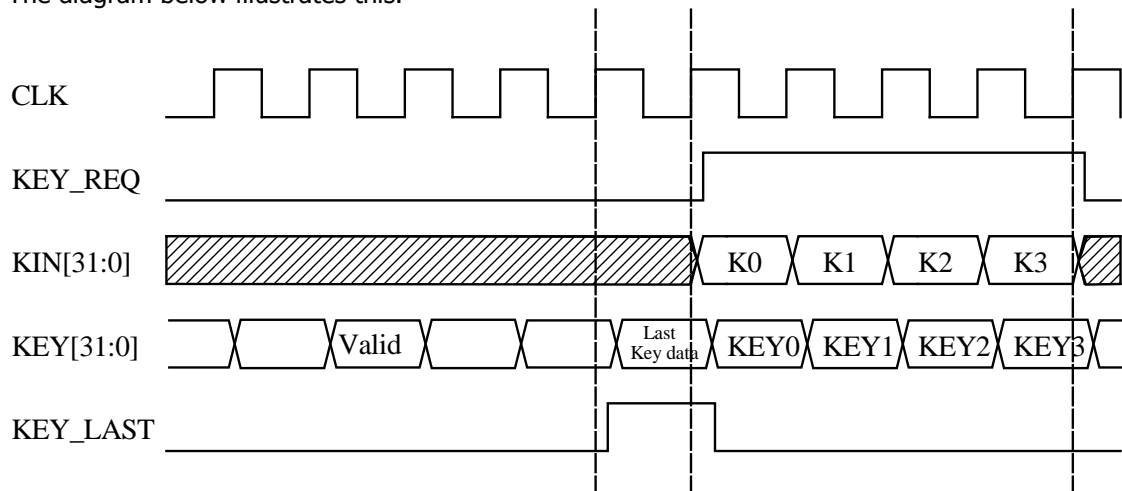 The diagram below illustrates this.
CLK
KEY_REQ
KIN[31:0] K0 K1 K2 K3
KEY[31:0] Valid Last Key data KEY0 KEY1 KEY2 KEY3
KEY_LAST